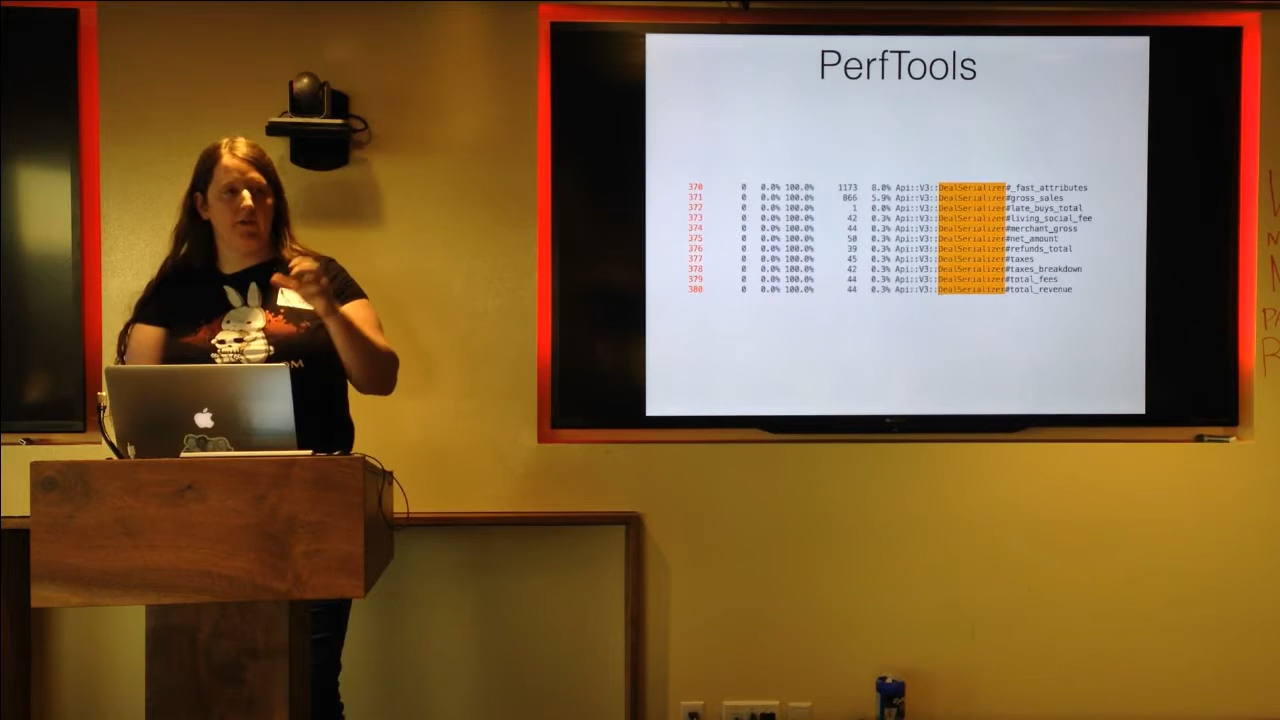 PerfTools
370 0 0.0% 100.0% 1173 8.0% Api::V3::DealSerializer#_fast_attributes
371 0 0.0% 100.0% 866 5.9% Api::V3::DealSerializer#gross_sales
372 0 0.0% 100.0% 1 0.0% Api::V3::DealSerializer#late_buys_total
373 0 0.0% 100.0% 42 0.3% Api::V3::DealSerializer#living_social_fee
374 0 0.0% 100.0% 44 0.3% Api::V3::DealSerializer#merchant_gross
375 0 0.0% 100.0% 50 0.3% Api::V3::DealSerializer#net_amount
376 0 0.0% 100.0% 39 0.3% Api::V3::DealSerializer#refunds_total
377 0 0.0% 100.0% 45 0.3% Api::V3::DealSerializer#taxes
378 0 0.0% 100.0% 42 0.3% Api::V3::DealSerializer#taxes_breakdown
379 0 0.0% 100.0% 44 0.3% Api::V3::DealSerializer#total_fees
380 0 0.0% 100.0% 44 0.3% Api::V3::DealSerializer#total_revenue